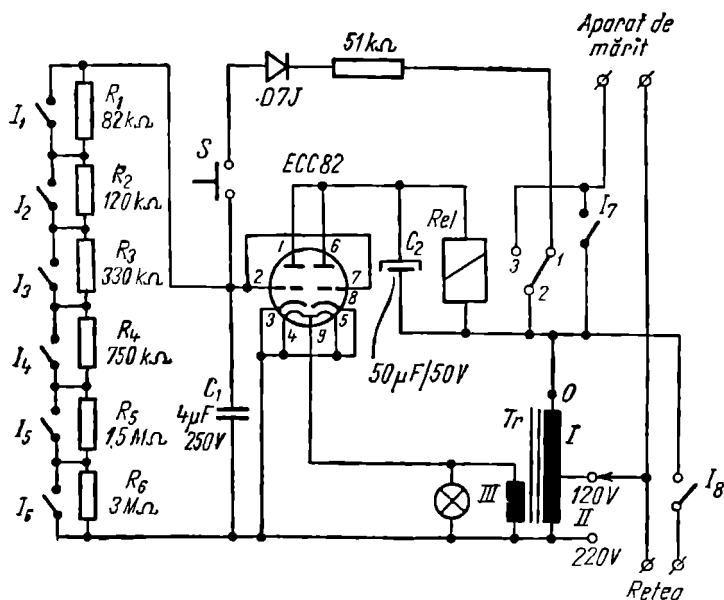 Aparat de
mărit
51kΩ
D7J
I₁
R₁
82kΩ
S
ECC82
I₂
R₂
120kΩ
1
6
C₂
Rel
3
1
I₇
I₃
R₃
330kΩ
2
7
8
2
3
4
9
5
I₄
R₄
750kΩ
50μF/50V
C₁
4μF
250V
O
Tr
I
I₅
R₅
1,5MΩ
III
120V
I₈
I₆
R₆
3MΩ
II
220V
Rețea